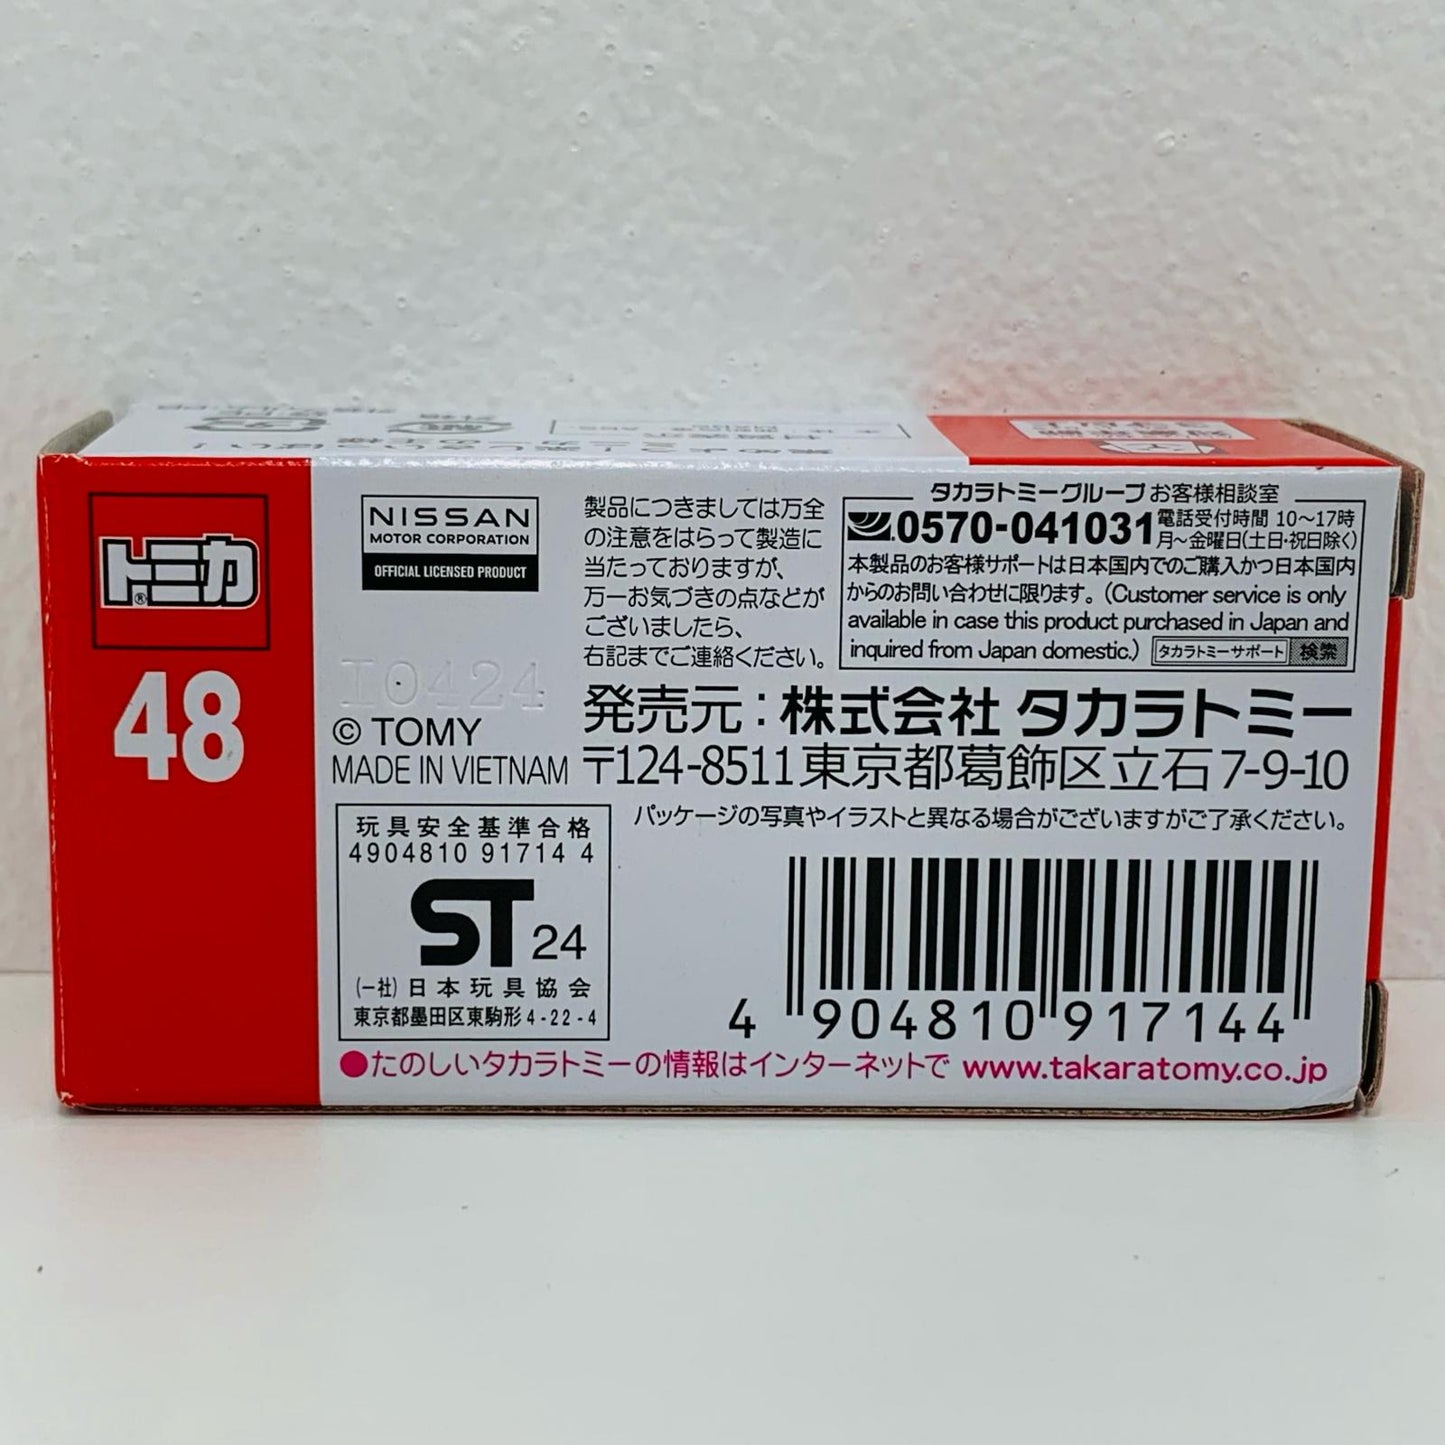 トミカ®
48
NISSAN
MOTOR CORPORATION
OFFICIAL LICENSED PRODUCT
I0424
© TOMY
MADE IN VIETNAM
玩具安全基準合格
4904810 91714 4
ST 24
(一社) 日本玩具協会
東京都墨田区東駒形 4-22-4
製品につきましては万全
の注意をはらって製造に
当たっておりますが、
万一お気づきの点などが
ございましたら、
右記までご連絡ください。
タカラトミーグループ お客様相談室
0570-041031 電話受付時間 10〜17時
月〜金曜日(土日・祝日除く)
本製品のお客様サポートは日本国内でのご購入かつ日本国内
からのお問い合わせに限ります。(Customer service is only
available in case this product purchased in Japan and
inquired from Japan domestic.) タカラトミーサポート 検索
発売元 : 株式会社 タカラトミー
〒124-8511 東京都葛飾区立石 7-9-10
パッケージの写真やイラストと異なる場合がございますがご了承ください。
4 904810 917144
●たのしいタカラトミーの情報はインターネットで www.takaratomy.co.jp